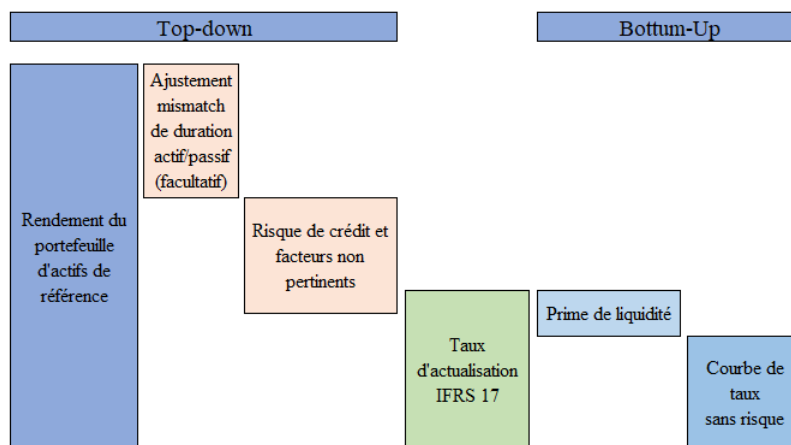 Top-down
Bottum-Up
Ajustement
mismatch
de duration
actif/passif
(facultatif)
Rendement du
portefeuille
d'actifs de
référence
Risque de crédit et
facteurs non
pertinents
Taux
d'actualisation
IFRS 17
Prime de liquidité
Courbe de
taux
sans risque